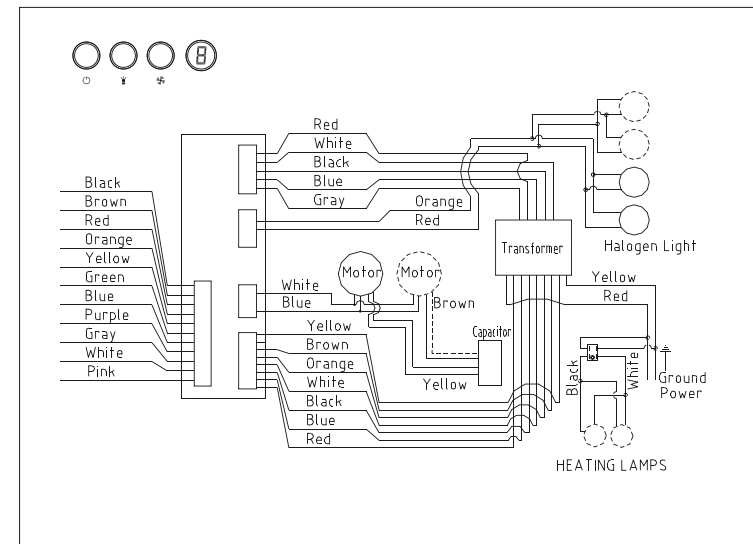 8
Red
White
Black
Blue
Gray
Orange
Red
Black
Brown
Red
Orange
Yellow
Green
Blue
Purple
Gray
White
Pink
Transformer
Halogen Light
Motor
Motor
White
Blue
Brown
Yellow
Red
Yellow
Brown
Orange
White
Black
Blue
Red
Capacitor
Yellow
Black
White
Ground
Power
HEATING LAMPS